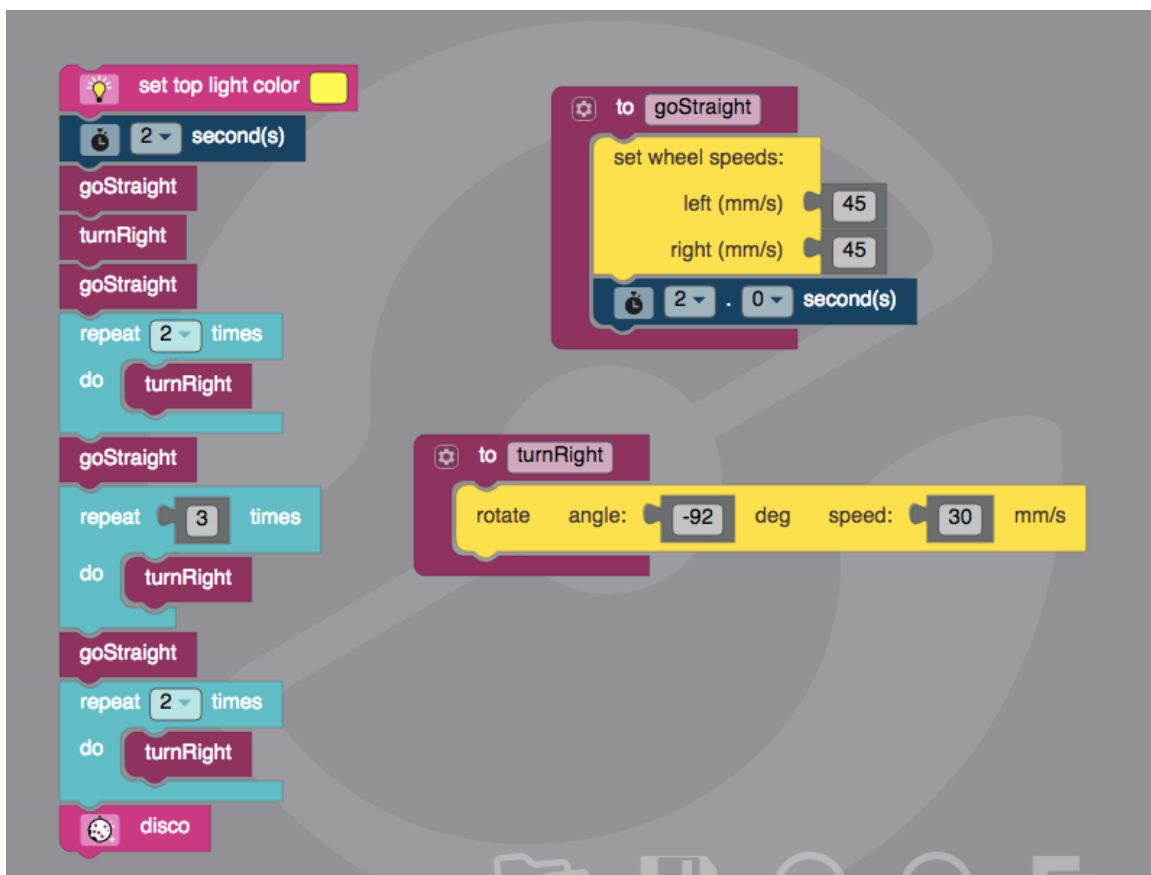 set top light color
2 second(s)
goStraight
turnRight
goStraight
repeat 2 times
do turnRight
goStraight
repeat 3 times
do turnRight
goStraight
repeat 2 times
do turnRight
disco
to goStraight
set wheel speeds:
left (mm/s) 45
right (mm/s) 45
2 . 0 second(s)
to turnRight
rotate angle: -92 deg speed: 30 mm/s